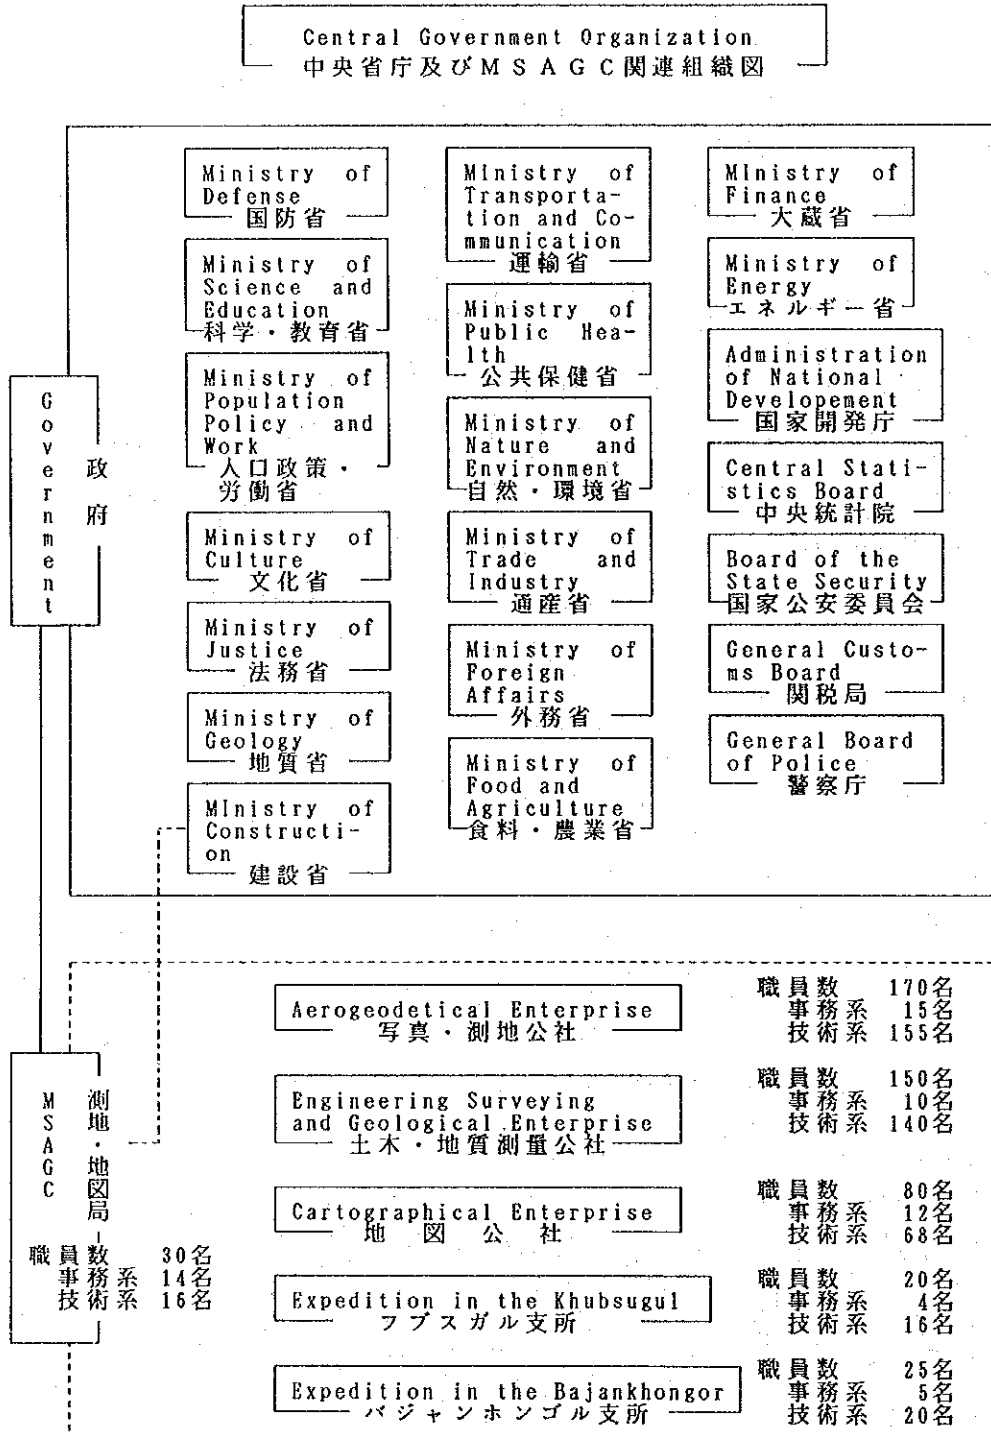 Central Government Organization
中央省庁及びMSAGC関連組織図
Government
政府
Ministry of
Defense
国防省
Ministry of
Science and
Education
科学・教育省
Ministry of
Population
Policy and
Work
人口政策・
労働省
Ministry of
Culture
文化省
Ministry of
Justice
法務省
Ministry of
Geology
地質省
MInistry of
Constructi-
on
建設省
Ministry of
Transporta-
tion and Co-
mmunication
運輸省
Ministry of
Public Hea-
lth
公共保健省
Ministry of
Nature and
Environment
自然・環境省
Ministry of
Trade and
Industry
通産省
Ministry of
Foreign
Affairs
外務省
Ministry of
Food and
Agriculture
食料・農業省
MInistry of
Finance
大蔵省
Ministry of
Energy
エネルギー省
Administration
of National
Developement
国家開発庁
Central Stati-
stics Board
中央統計院
Board of the
State Security
国家公安委員会
General Custo-
ms Board
関税局
General Board
of Police
警察庁
MSAGC
測地・地図局
職員数 30名
事務系 14名
技術系 16名
Aerogeodetical Enterprise
写真・測地公社
職員数 170名
事務系 15名
技術系 155名
Engineering Surveying
and Geological Enterprise
土木・地質測量公社
職員数 150名
事務系 10名
技術系 140名
Cartographical Enterprise
地図公社
職員数 80名
事務系 12名
技術系 68名
Expedition in the Khubsugul
フブスガル支所
職員数 20名
事務系 4名
技術系 16名
Expedition in the Bajankhongor
バジャンホンゴル支所
職員数 25名
事務系 5名
技術系 20名